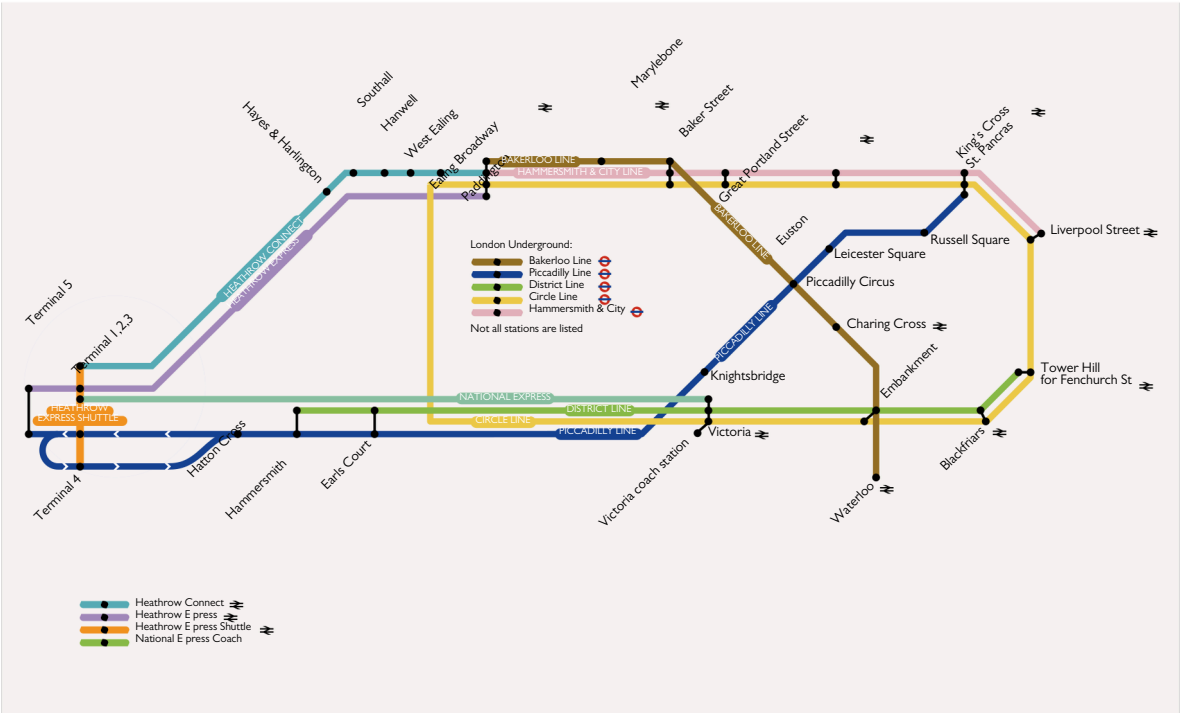 Marylebone
Southall
Baker Street
Hanwell
Hayes & Harlington
West Ealing
Ealing Broadway
Great Portland Street
King's Cross
St. Pancras
Paddington
BAKERLOO LINE
HAMMERSMITH & CITY LINE
BAKERLOO LINE
Euston
Russell Square
Liverpool Street
HEATHROW CONNECT
HEATHROW EXPRESS
Leicester Square
London Underground:
Bakerloo Line
Piccadilly Line
District Line
Circle Line
Hammersmith & City
Not all stations are listed
Piccadilly Circus
Terminal 5
Terminal 1,2,3
PICCADILLY LINE
Charing Cross
Knightsbridge
Embankment
Tower Hill
for Fenchurch St
NATIONAL EXPRESS
HEATHROW
EXPRESS SHUTTLE
DISTRICT LINE
CIRCLE LINE
PICCADILLY LINE
Victoria
Hatton Cross
Hammersmith
Earls Court
Victoria coach station
Blackfriars
Terminal 4
Waterloo
Heathrow Connect
Heathrow E press
Heathrow E press Shuttle
National E press Coach